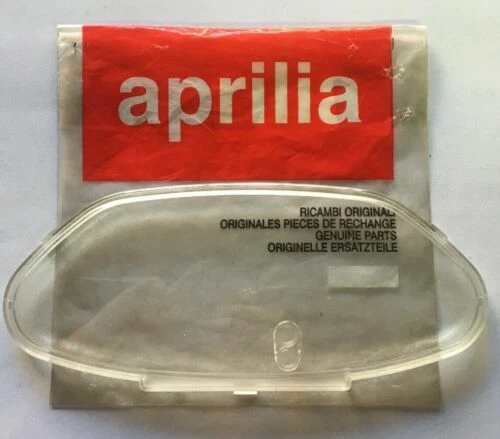 aprilia
RICAMBI ORIGINALI
ORIGINALES PIECES DE RECHANGE
GENUINE PARTS
ORIGINELLE ERSATZTEILE